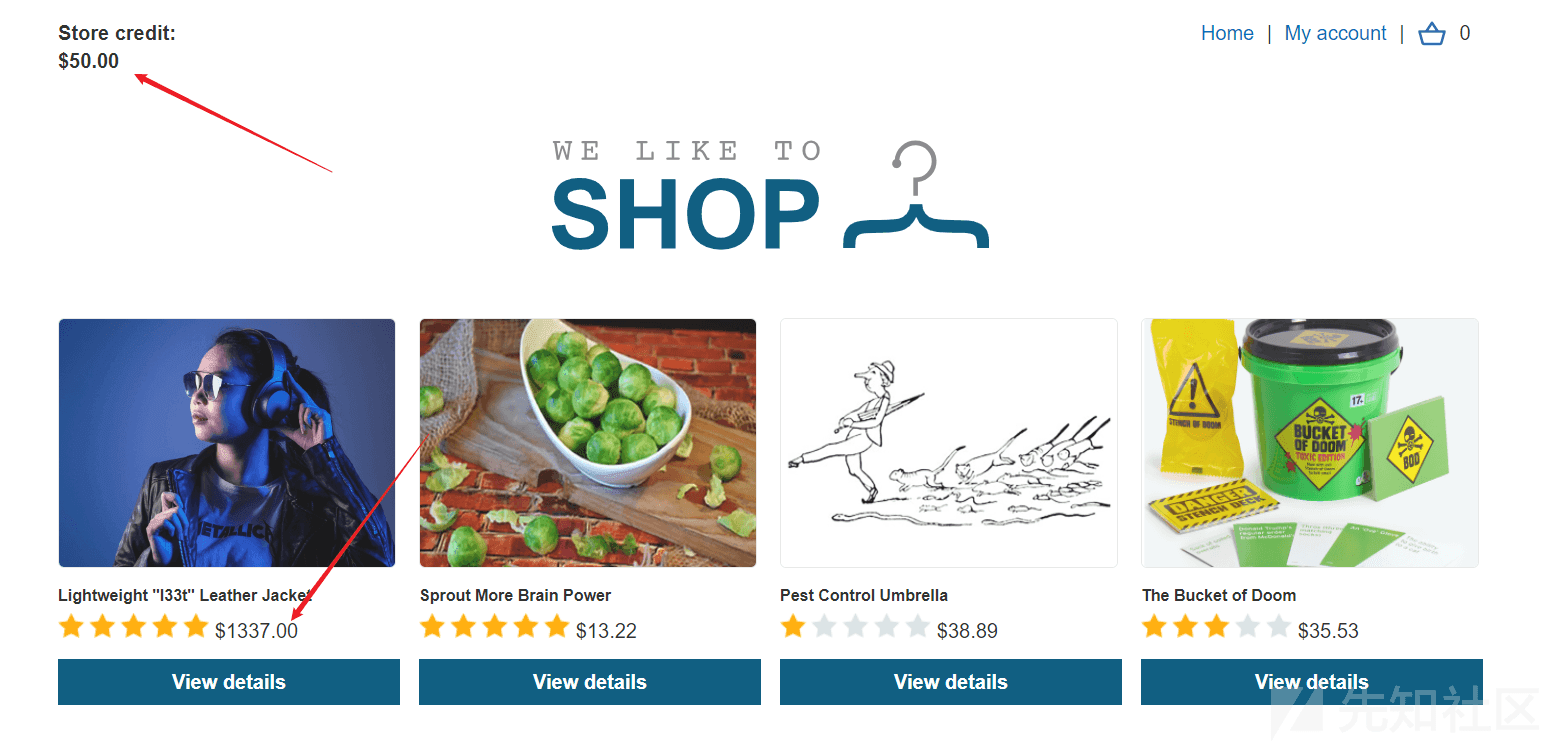 Store credit:
$50.00
Home | My account | 0
WE LIKE TO
SHOP
METALLICA
STENCH OF DOOM
17+
BUCKET
OF DOOM
TOXIC EDITION
BOD
DANGER
STENCH DECK
Lightweight "l33t" Leather Jacket
$1337.00
View details
Sprout More Brain Power
$13.22
View details
Pest Control Umbrella
$38.89
View details
The Bucket of Doom
$35.53
View details
先知社区